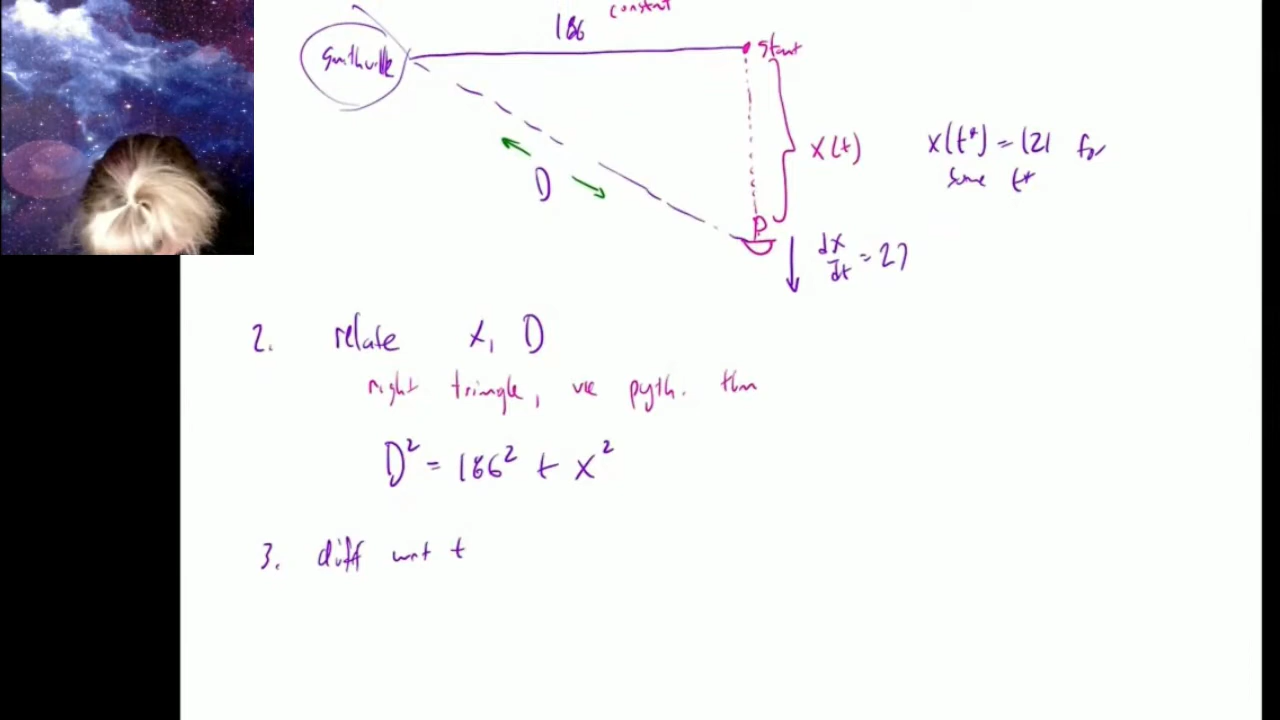 186 constant
Smithville
start
x(t)
x(t*) = 121 for
some t*
D
P
dx/dt = 27
2. relate x, D
right triangle, use pyth. thm
D² = 186² + x²
3. diff wrt t